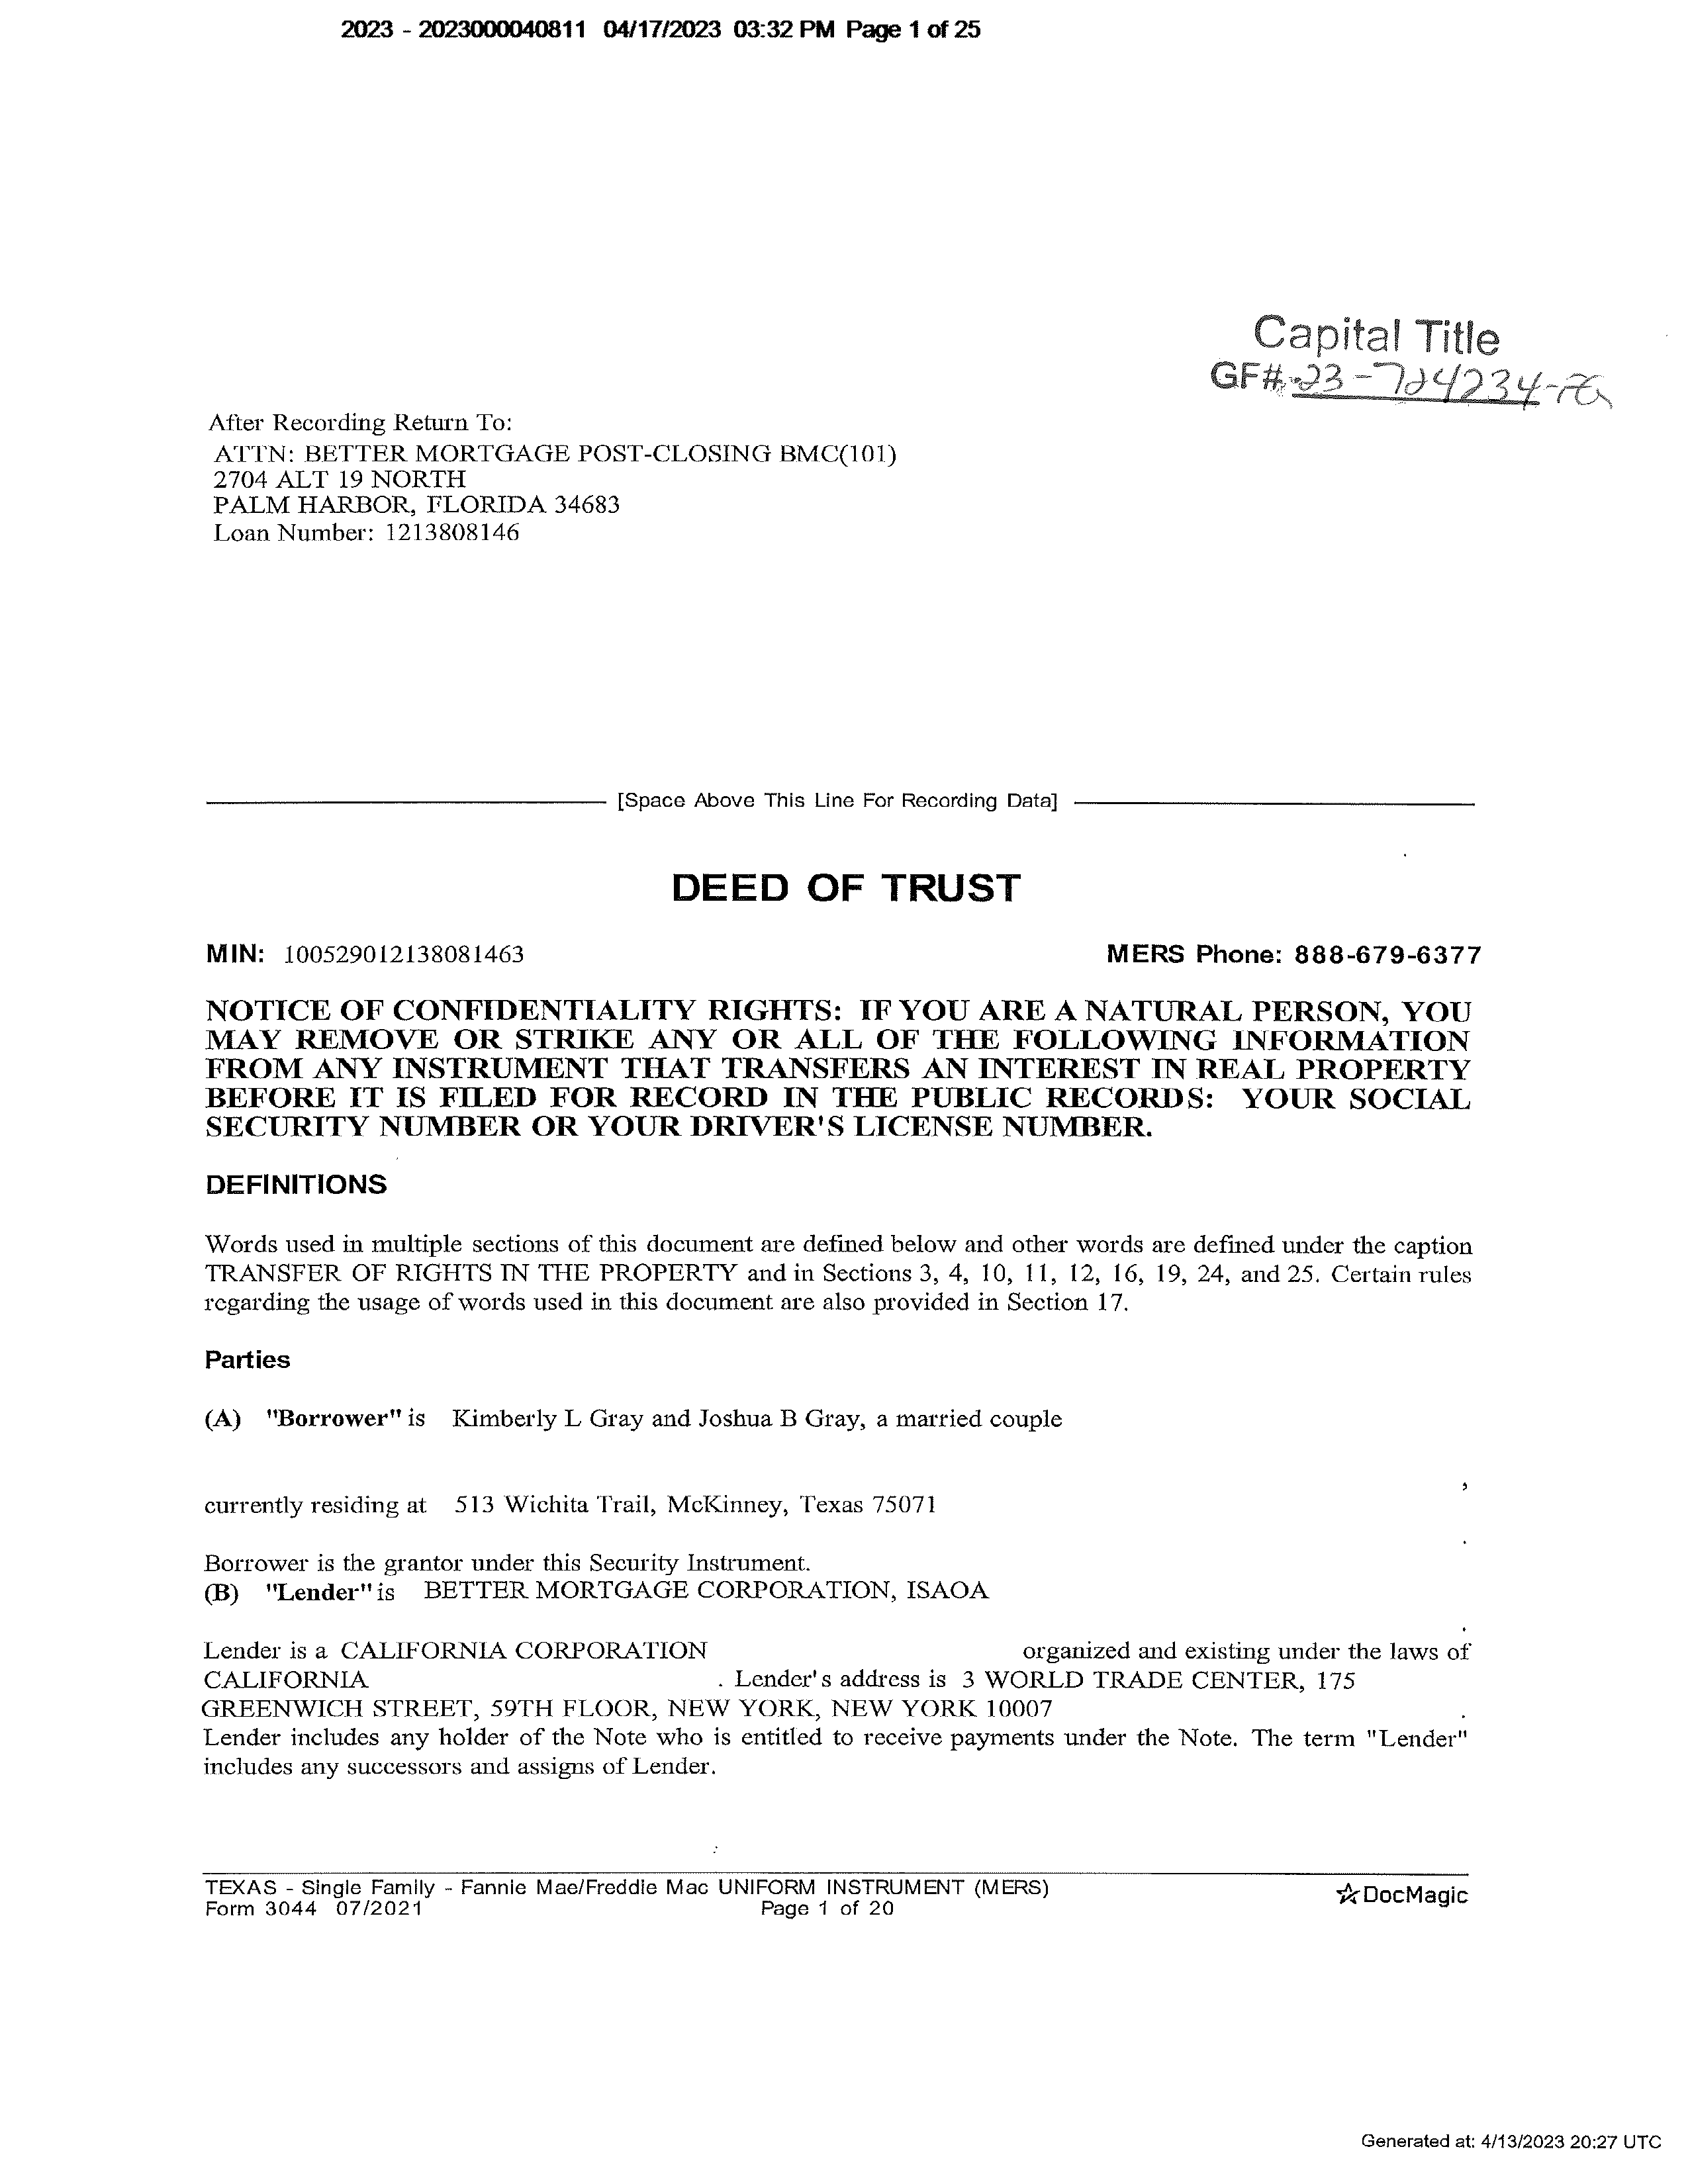 2023 - 2023000040811 04/17/2023 03:32 PM Page 1 of 25
Capital Title
GF# 23-724234-
After Recording Return To:
ATTN: BETTER MORTGAGE POST-CLOSING BMC(101)
2704 ALT 19 NORTH
PALM HARBOR, FLORIDA 34683
Loan Number: 1213808146
[Space Above This Line For Recording Data]
DEED OF TRUST
MIN: 100529012138081463 MERS Phone: 888-679-6377
NOTICE OF CONFIDENTIALITY RIGHTS: IF YOU ARE A NATURAL PERSON, YOU
MAY REMOVE OR STRIKE ANY OR ALL OF THE FOLLOWING INFORMATION
FROM ANY INSTRUMENT THAT TRANSFERS AN INTEREST IN REAL PROPERTY
BEFORE IT IS FILED FOR RECORD IN THE PUBLIC RECORDS: YOUR SOCIAL
SECURITY NUMBER OR YOUR DRIVER'S LICENSE NUMBER.
DEFINITIONS
Words used in multiple sections of this document are defined below and other words are defined under the caption
TRANSFER OF RIGHTS IN THE PROPERTY and in Sections 3, 4, 10, 11, 12, 16, 19, 24, and 25. Certain rules
regarding the usage of words used in this document are also provided in Section 17.
Parties
(A) "Borrower" is Kimberly L Gray and Joshua B Gray, a married couple
,
currently residing at 513 Wichita Trail, McKinney, Texas 75071
.
Borrower is the grantor under this Security Instrument.
(B) "Lender" is BETTER MORTGAGE CORPORATION, ISAOA
.
Lender is a CALIFORNIA CORPORATION organized and existing under the laws of
CALIFORNIA . Lender's address is 3 WORLD TRADE CENTER, 175
GREENWICH STREET, 59TH FLOOR, NEW YORK, NEW YORK 10007 .
Lender includes any holder of the Note who is entitled to receive payments under the Note. The term "Lender"
includes any successors and assigns of Lender.
TEXAS - Single Family - Fannie Mae/Freddie Mac UNIFORM INSTRUMENT (MERS)
Form 3044 07/2021 Page 1 of 20 DocMagic
Generated at: 4/13/2023 20:27 UTC